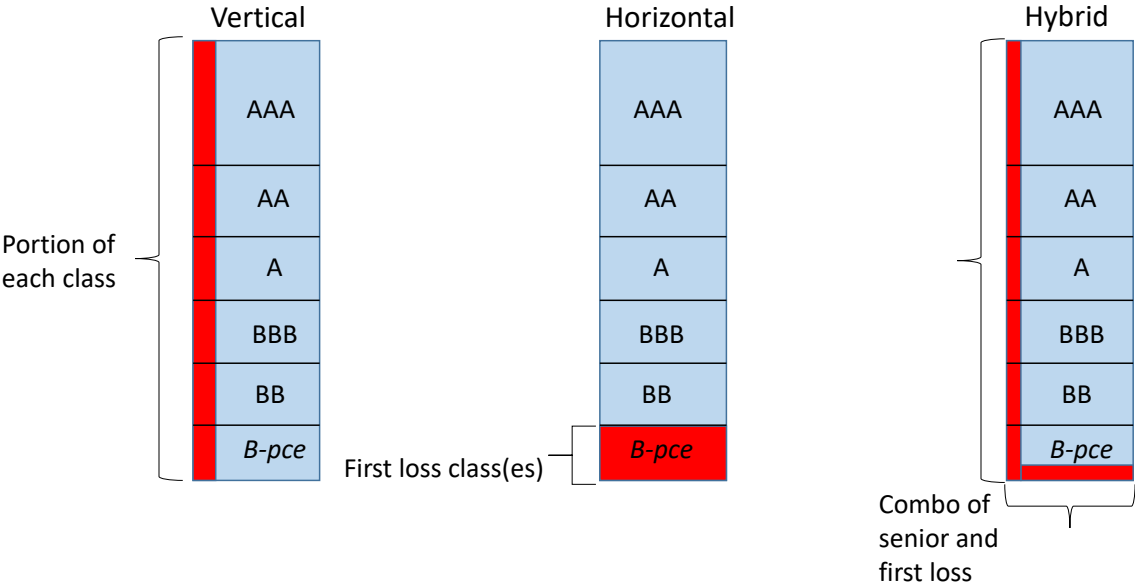 Vertical
Horizontal
Hybrid
AAA
AA
A
BBB
BB
B-pce
Portion of
each class
AAA
AA
A
BBB
BB
B-pce
First loss class(es)
AAA
AA
A
BBB
BB
B-pce
Combo of
senior and
first loss